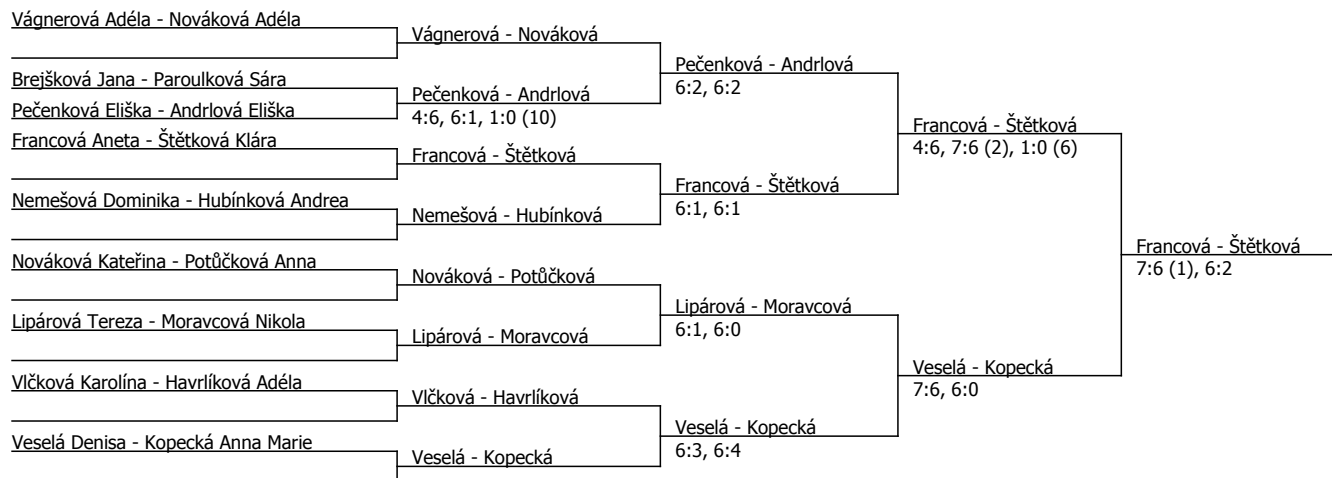 Vágnerová Adéla - Nováková Adéla
Brejšková Jana - Paroulková Sára
Pečenková Eliška - Andrlová Eliška
Francová Aneta - Štětková Klára
Nemešová Dominika - Hubínková Andrea
Nováková Kateřina - Potůčková Anna
Lipárová Tereza - Moravcová Nikola
Vlčková Karolína - Havrlíková Adéla
Veselá Denisa - Kopecká Anna Marie
Vágnerová - Nováková
Pečenková - Andrlová
4:6, 6:1, 1:0 (10)
Francová - Štětková
Nemešová - Hubínková
Nováková - Potůčková
Lipárová - Moravcová
Vlčková - Havrlíková
Veselá - Kopecká
Pečenková - Andrlová
6:2, 6:2
Francová - Štětková
6:1, 6:1
Lipárová - Moravcová
6:1, 6:0
Veselá - Kopecká
6:3, 6:4
Francová - Štětková
4:6, 7:6 (2), 1:0 (6)
Veselá - Kopecká
7:6, 6:0
Francová - Štětková
7:6 (1), 6:2